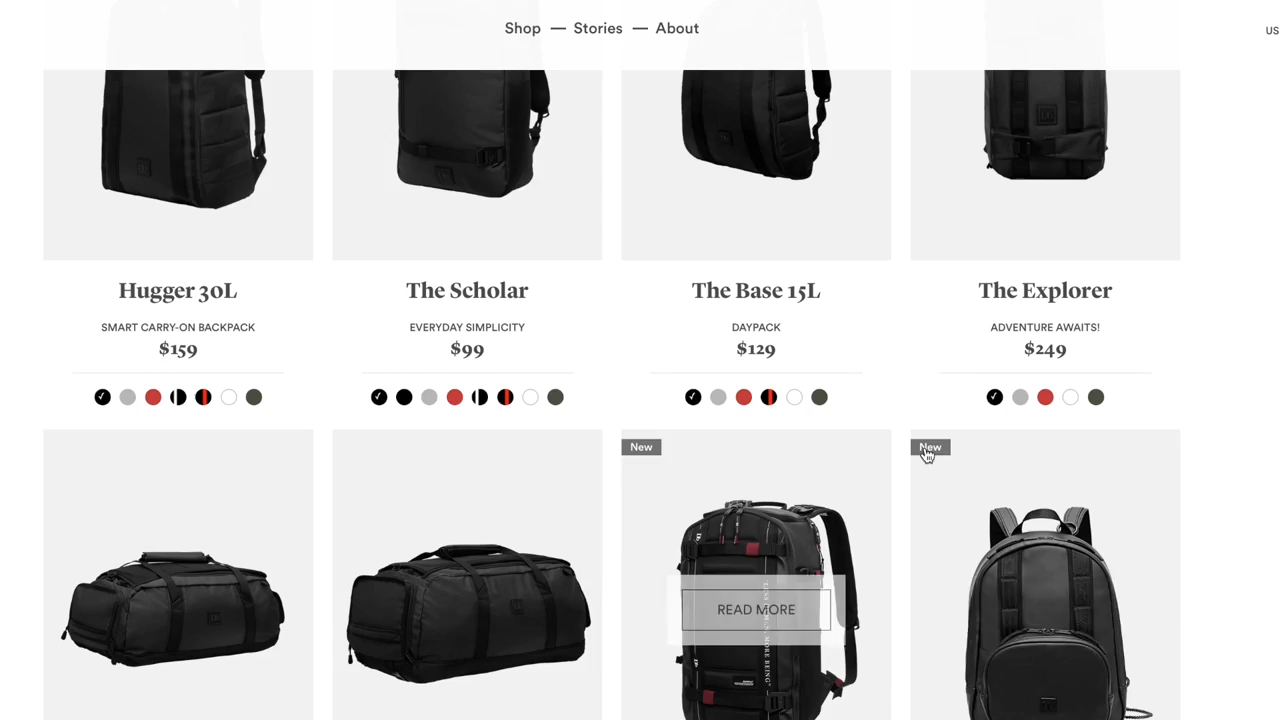 Shop — Stories — About
US
Hugger 30L
SMART CARRY-ON BACKPACK
$159
The Scholar
EVERYDAY SIMPLICITY
$99
The Base 15L
DAYPACK
$129
The Explorer
ADVENTURE AWAITS!
$249
New
READ MORE
New